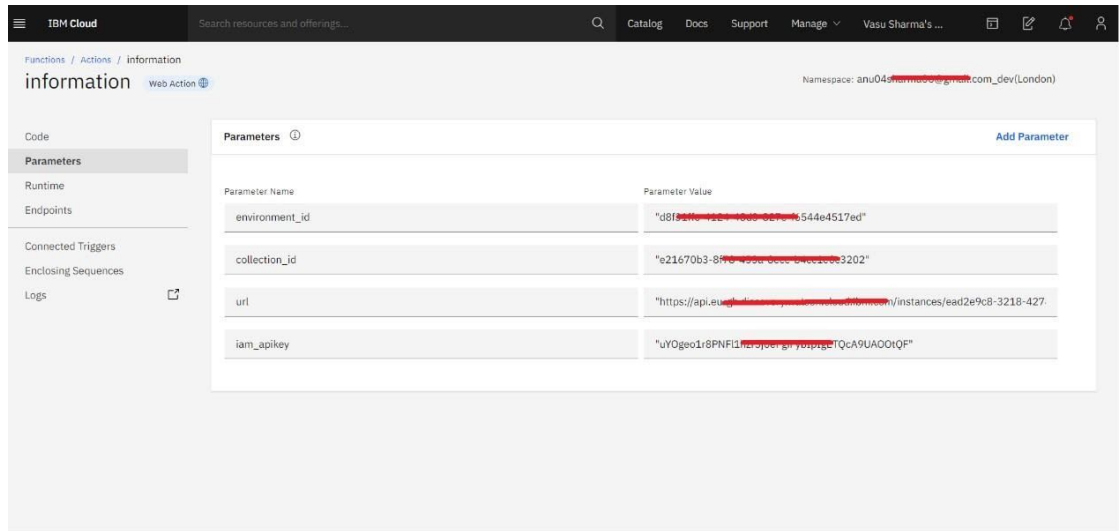 IBM Cloud
Search resources and offerings...
Catalog Docs Support Manage Vasu Sharma's ...
Functions / Actions / information
information Web Action
Namespace: anu04 .com_dev(London)
Code
Parameters
Runtime
Endpoints
Connected Triggers
Enclosing Sequences
Logs
Parameters
Add Parameter
Parameter Name Parameter Value
environment_id "d8f 544e4517ed"
collection_id "e21670b3-8f 3202"
url "https://api.eu /instances/ead2e9c8-3218-427
iam_apikey "uYOgeo1r8PNFl1 TQcA9UAOOtQF"